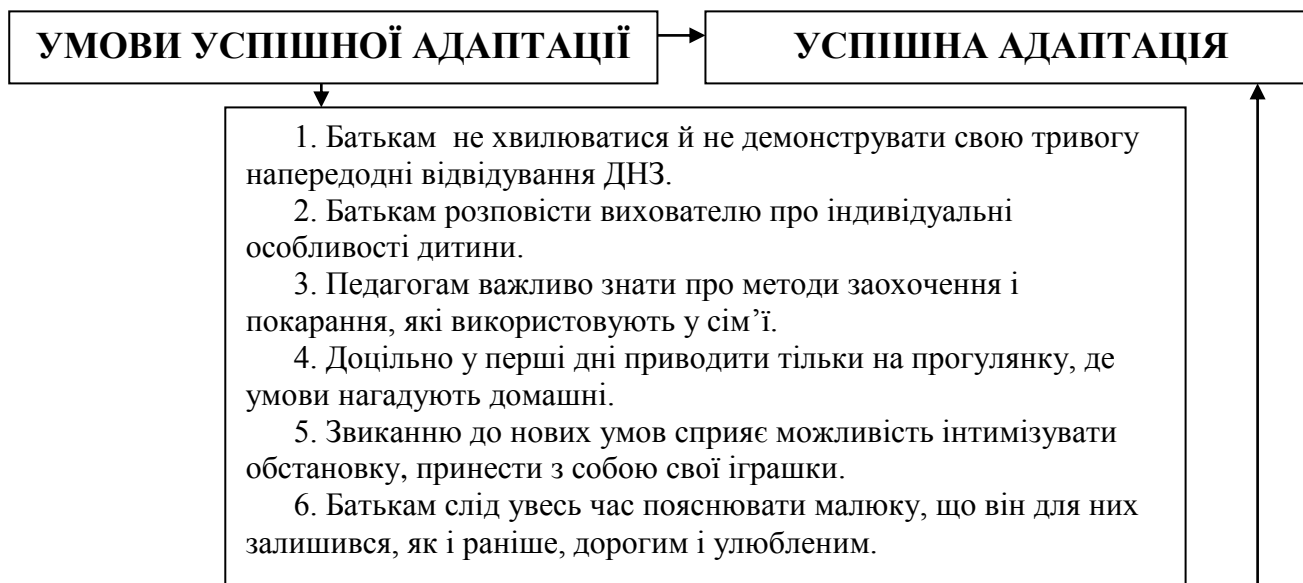 УМОВИ УСПІШНОЇ АДАПТАЦІЇ
УСПІШНА АДАПТАЦІЯ
1. Батькам не хвилюватися й не демонструвати свою тривогу
напередодні відвідування ДНЗ.
2. Батькам розповісти вихователю про індивідуальні
особливості дитини.
3. Педагогам важливо знати про методи заохочення і
покарання, які використовують у сім’ї.
4. Доцільно у перші дні приводити тільки на прогулянку, де
умови нагадують домашні.
5. Звиканню до нових умов сприяє можливість інтимізувати
обстановку, принести з собою свої іграшки.
6. Батькам слід увесь час пояснювати малюку, що він для них
залишився, як і раніше, дорогим і улюбленим.